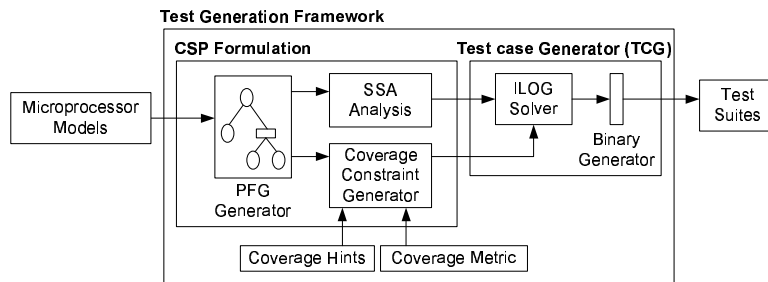 Test Generation Framework
CSP Formulation
Test case Generator (TCG)
Microprocessor
Models
PFG
Generator
SSA
Analysis
Coverage
Constraint
Generator
ILOG
Solver
Binary
Generator
Test
Suites
Coverage Hints
Coverage Metric